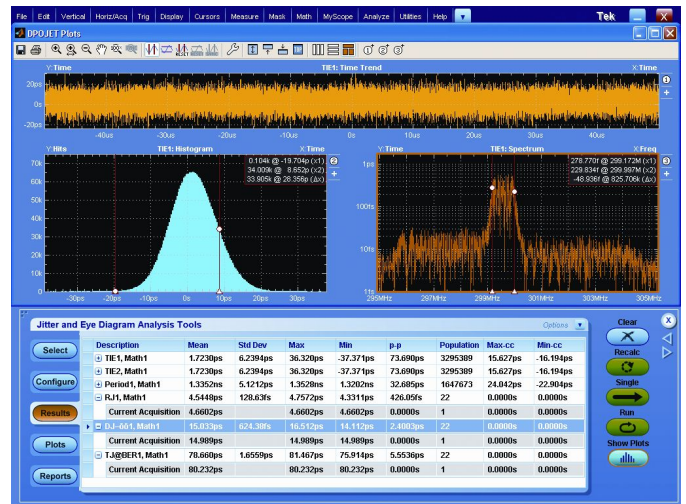 File Edit Vertical Horiz/Acq Trig Display Cursors Measure Mask Math MyScope Analyze Utilities Help Tek X
DPOJET Plots
Y:Time TIE1: Time Trend X:Time
20ps
0s
-20ps
-40us -30us -20us -10us 0s 10us 20us 30us 40us
Y:Hits TIE1: Histogram X:Time
0.104k @ -19.704p (x1)
34.009k @ 8.652p (x2)
33.905k @ 28.356p (Δx)
70k
60k
50k
40k
30k
20k
10k
0
-30ps -20ps -10ps 0s 10ps 20ps 30ps
Y:Time TIE1: Spectrum X:Freq
278.770f @ 299.172M (x1)
229.834f @ 299.997M (x2)
-48.936f @ 825.706k (Δx)
1ps
100fs
10fs
1fs
295MHz 297MHz 299MHz 301MHz 303MHz 305MHz
Jitter and Eye Diagram Analysis Tools Options
Clear X
Select
Configure
Results
Plots
Reports
Description Mean Std Dev Max Min p-p Population Max-cc Min-cc
TIE1, Math1 1.7230ps 6.2394ps 36.320ps -37.371ps 73.690ps 3295389 15.627ps -16.194ps
TIE2, Math1 1.7230ps 6.2394ps 36.320ps -37.371ps 73.690ps 3295389 15.627ps -16.194ps
Period1, Math1 1.3352ns 5.1212ps 1.3528ns 1.3202ns 32.685ps 1647673 24.042ps -22.904ps
RJ1, Math1 4.5448ps 128.63fs 4.7572ps 4.3311ps 426.05fs 22 0.0000s 0.0000s
Current Acquisition 4.6602ps 4.6602ps 4.6602ps 0.0000s 1 0.0000s 0.0000s
DJ–δδ1, Math1 15.033ps 624.30fs 16.512ps 14.112ps 2.4003ps 22 0.0000s 0.0000s
Current Acquisition 14.989ps 14.989ps 14.989ps 0.0000s 1 0.0000s 0.0000s
TJ@BER1, Math1 78.660ps 1.6559ps 81.467ps 75.914ps 5.5536ps 22 0.0000s 0.0000s
Current Acquisition 80.232ps 80.232ps 80.232ps 0.0000s 1 0.0000s 0.0000s
Recalc
Single
Run
Show Plots